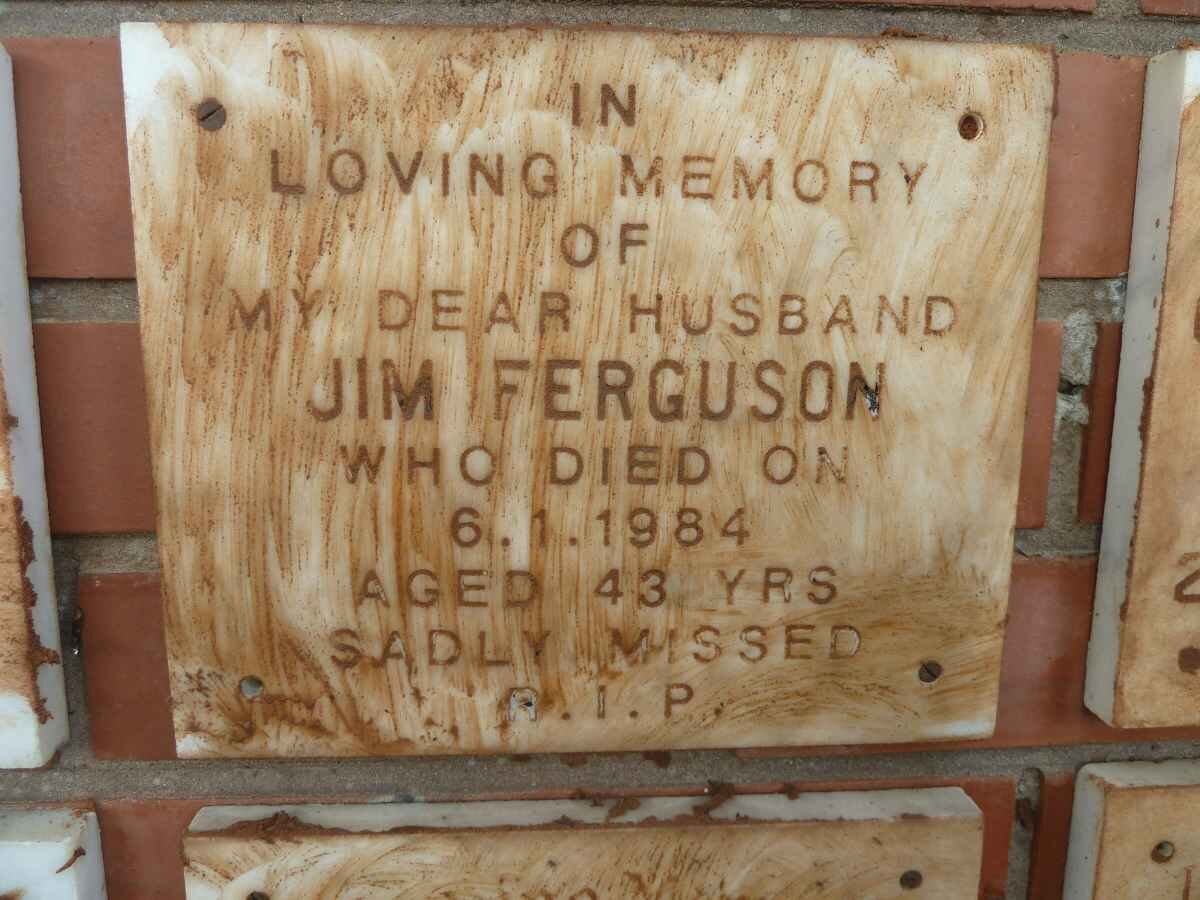 IN
LOVING MEMORY
OF
MY DEAR HUSBAND
JIM FERGUSON
WHO DIED ON
6.1.1984
AGED 43 YRS
SADLY MISSED
R.I.P.